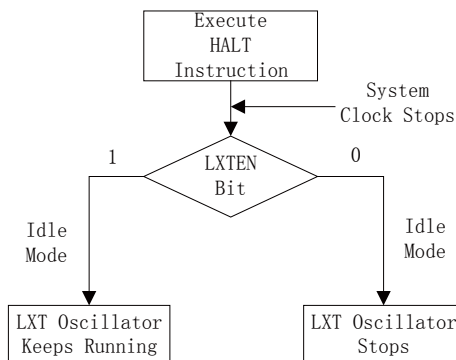 Execute
HALT
Instruction
System
Clock Stops
LXTEN
Bit
1
0
Idle
Mode
Idle
Mode
LXT Oscillator
Keeps Running
LXT Oscillator
Stops